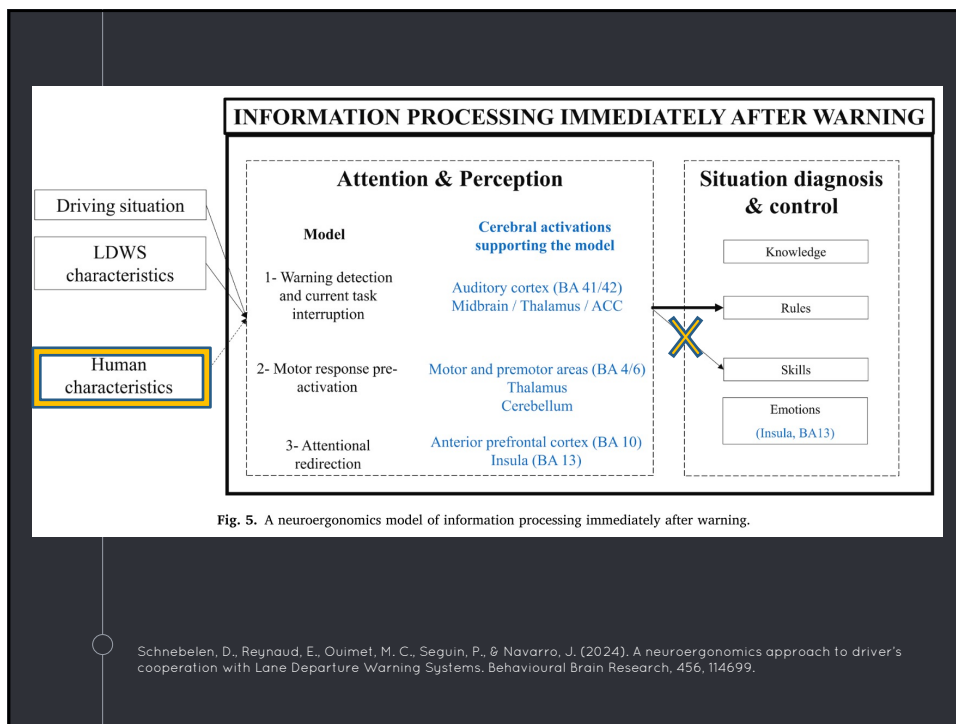 INFORMATION PROCESSING IMMEDIATELY AFTER WARNING
Driving situation
LDWS
characteristics
Human
characteristics
Attention & Perception
Model
Cerebral activations
supporting the model
1- Warning detection
and current task
interruption
Auditory cortex (BA 41/42)
Midbrain / Thalamus / ACC
2- Motor response pre-
activation
Motor and premotor areas (BA 4/6)
Thalamus
Cerebellum
3- Attentional
redirection
Anterior prefrontal cortex (BA 10)
Insula (BA 13)
Situation diagnosis
& control
Knowledge
Rules
Skills
Emotions
(Insula, BA13)
Fig. 5. A neuroergonomics model of information processing immediately after warning.
Schnebelen, D., Reynaud, E., Ouimet, M. C., Seguin, P., & Navarro, J. (2024). A neuroergonomics approach to driver's
cooperation with Lane Departure Warning Systems. Behavioural Brain Research, 456, 114699.